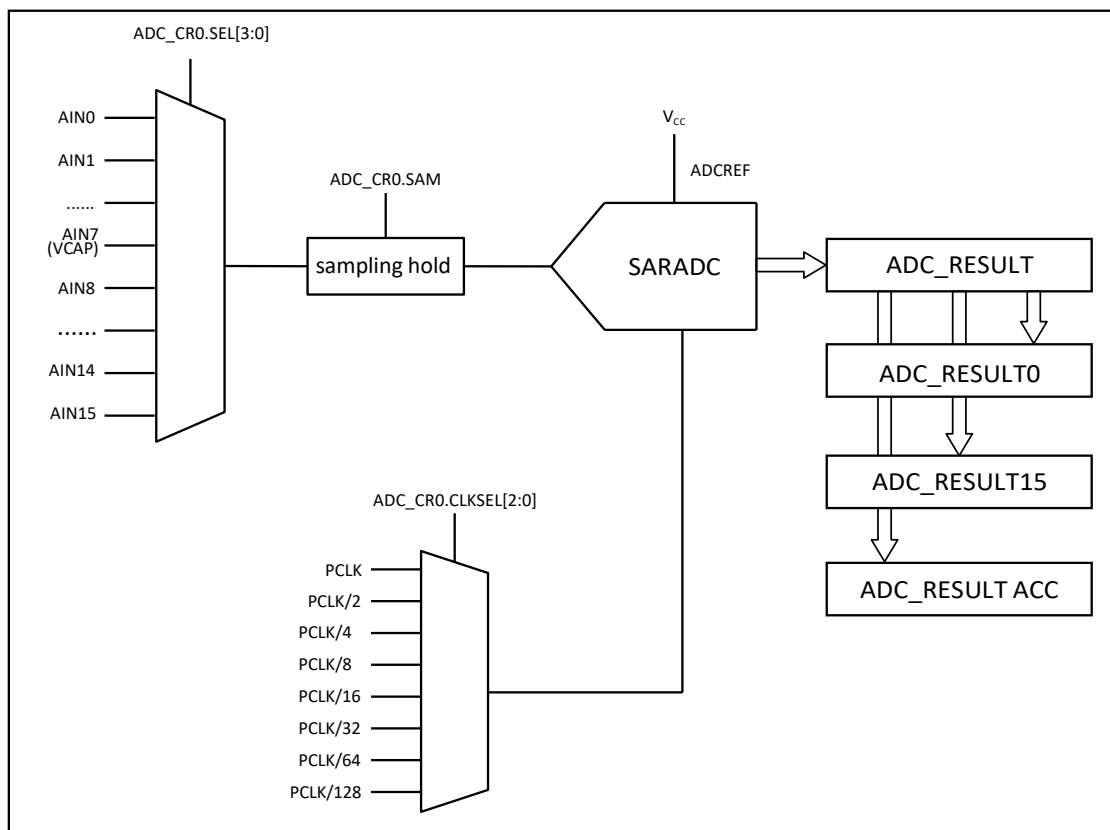 ADC_CR0.SEL[3:0]
AIN0
AIN1
......
AIN7
(VCAP)
AIN8
......
AIN14
AIN15
ADC_CR0.SAM
sampling hold
Vcc
ADCREF
SARADC
ADC_RESULT
ADC_RESULT0
ADC_RESULT15
ADC_RESULT ACC
ADC_CR0.CLKSEL[2:0]
PCLK
PCLK/2
PCLK/4
PCLK/8
PCLK/16
PCLK/32
PCLK/64
PCLK/128